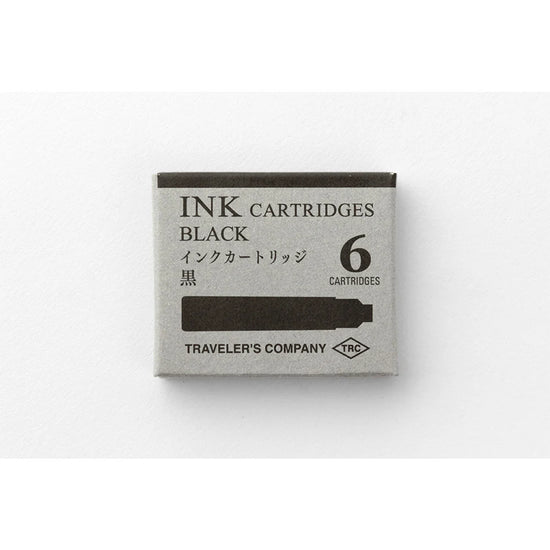 INK CARTRIDGES
BLACK
インクカートリッジ
黒
6
CARTRIDGES
TRAVELER'S COMPANY TRC